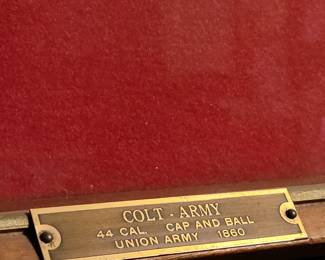 COLT - ARMY
44 CAL. CAP AND BALL
UNION ARMY 1860